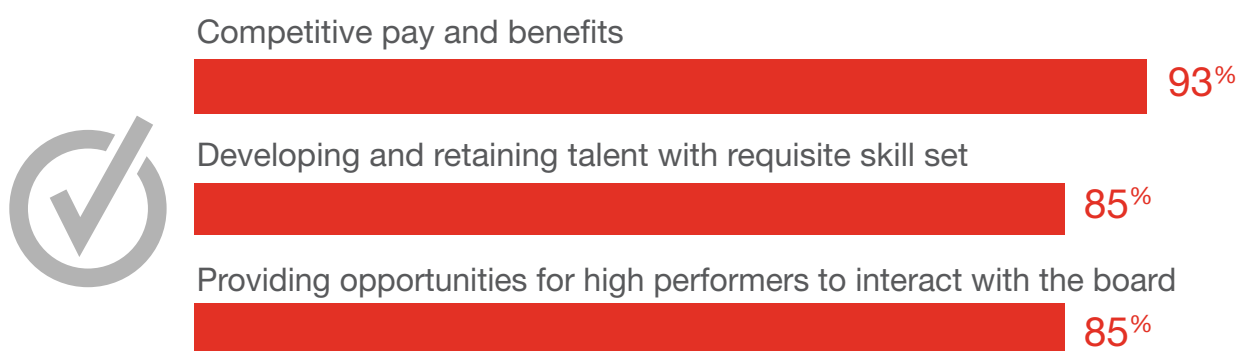 Competitive pay and benefits
93%
Developing and retaining talent with requisite skill set
85%
Providing opportunities for high performers to interact with the board
85%